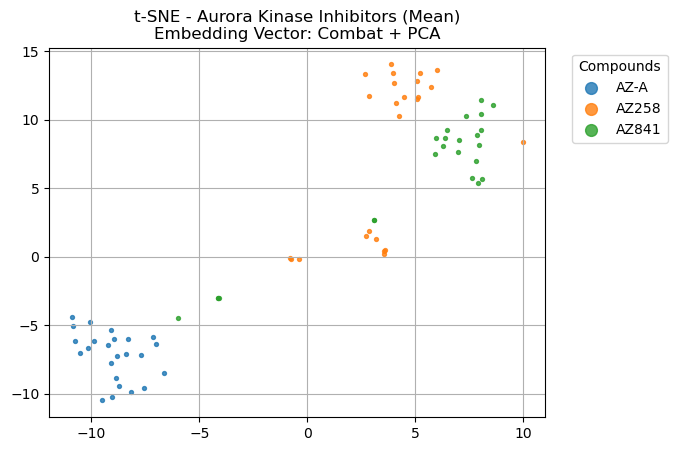 t-SNE - Aurora Kinase Inhibitors (Mean)
Embedding Vector: Combat + PCA
Compounds
AZ-A
AZ258
AZ841
15
10
5
0
−5
−10
−10
−5
0
5
10